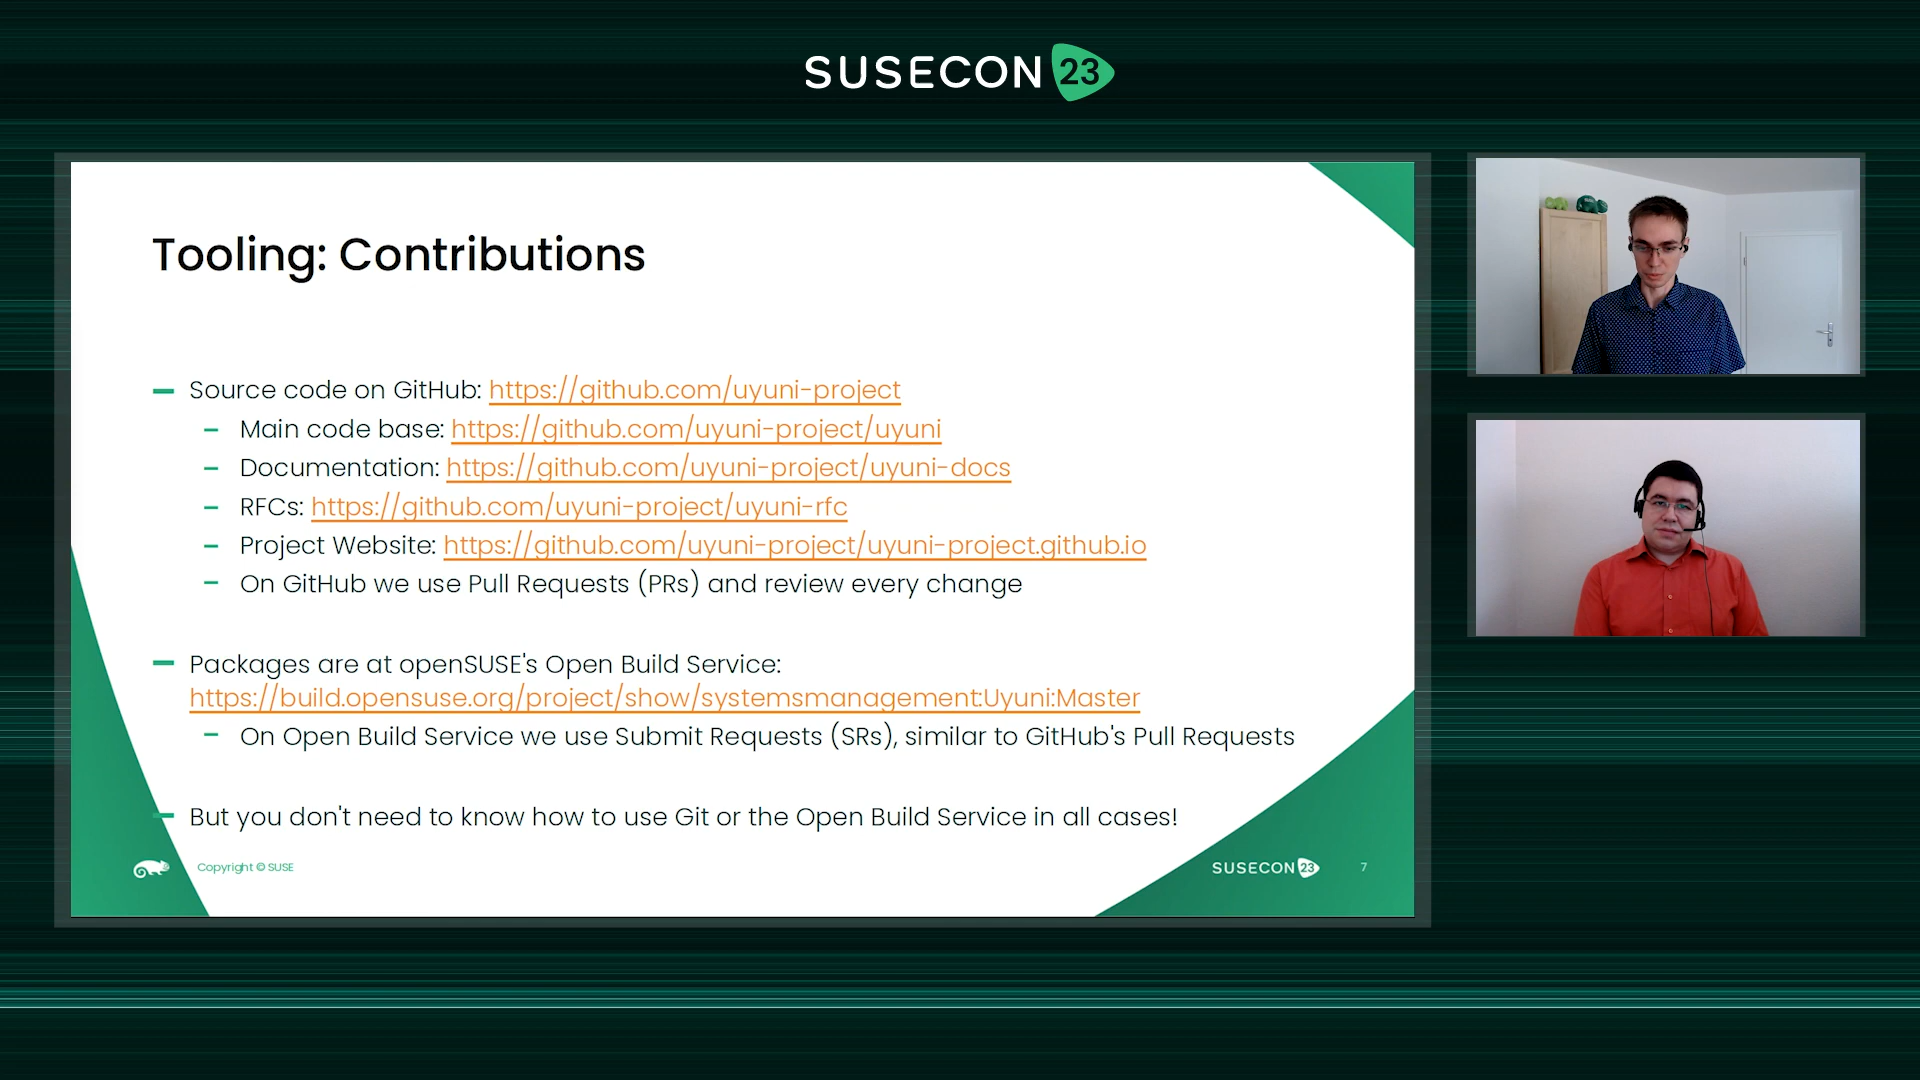 SUSECON 23
Tooling: Contributions
Source code on GitHub: https://github.com/uyuni-project
Main code base: https://github.com/uyuni-project/uyuni
Documentation: https://github.com/uyuni-project/uyuni-docs
RFCs: https://github.com/uyuni-project/uyuni-rfc
Project Website: https://github.com/uyuni-project/uyuni-project.github.io
On GitHub we use Pull Requests (PRs) and review every change
Packages are at openSUSE's Open Build Service:
https://build.opensuse.org/project/show/systemsmanagement:Uyuni:Master
On Open Build Service we use Submit Requests (SRs), similar to GitHub's Pull Requests
But you don't need to know how to use Git or the Open Build Service in all cases!
Copyright © SUSE
SUSECON 23
7